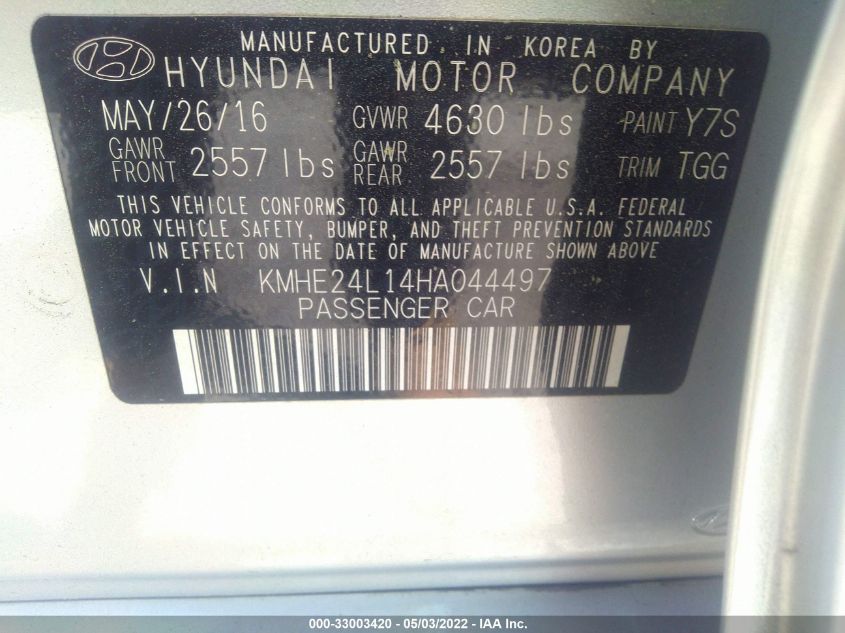 MANUFACTURED IN KOREA BY
HYUNDAI MOTOR COMPANY
MAY/26/16 GVWR 4630 lbs PAINT Y7S
GAWR FRONT 2557 lbs GAWR REAR 2557 lbs TRIM TGG
THIS VEHICLE CONFORMS TO ALL APPLICABLE U.S.A. FEDERAL
MOTOR VEHICLE SAFETY, BUMPER, AND THEFT PREVENTION STANDARDS
IN EFFECT ON THE DATE OF MANUFACTURE SHOWN ABOVE
V.I.N KMHE24L14HA044497
PASSENGER CAR
000-33003420 - 05/03/2022 - IAA Inc.